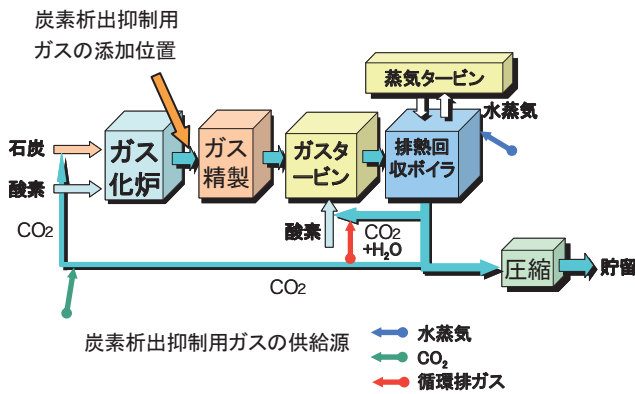 炭素析出抑制用
ガスの添加位置
蒸気タービン
水蒸気
石炭
酸素
ガス
化炉
ガス
精製
ガスタ
ービン
排熱回
収ボイラ
酸素
CO2
+H2O
CO2
CO2
圧縮
貯留
炭素析出抑制用ガスの供給源
水蒸気
CO2
循環排ガス